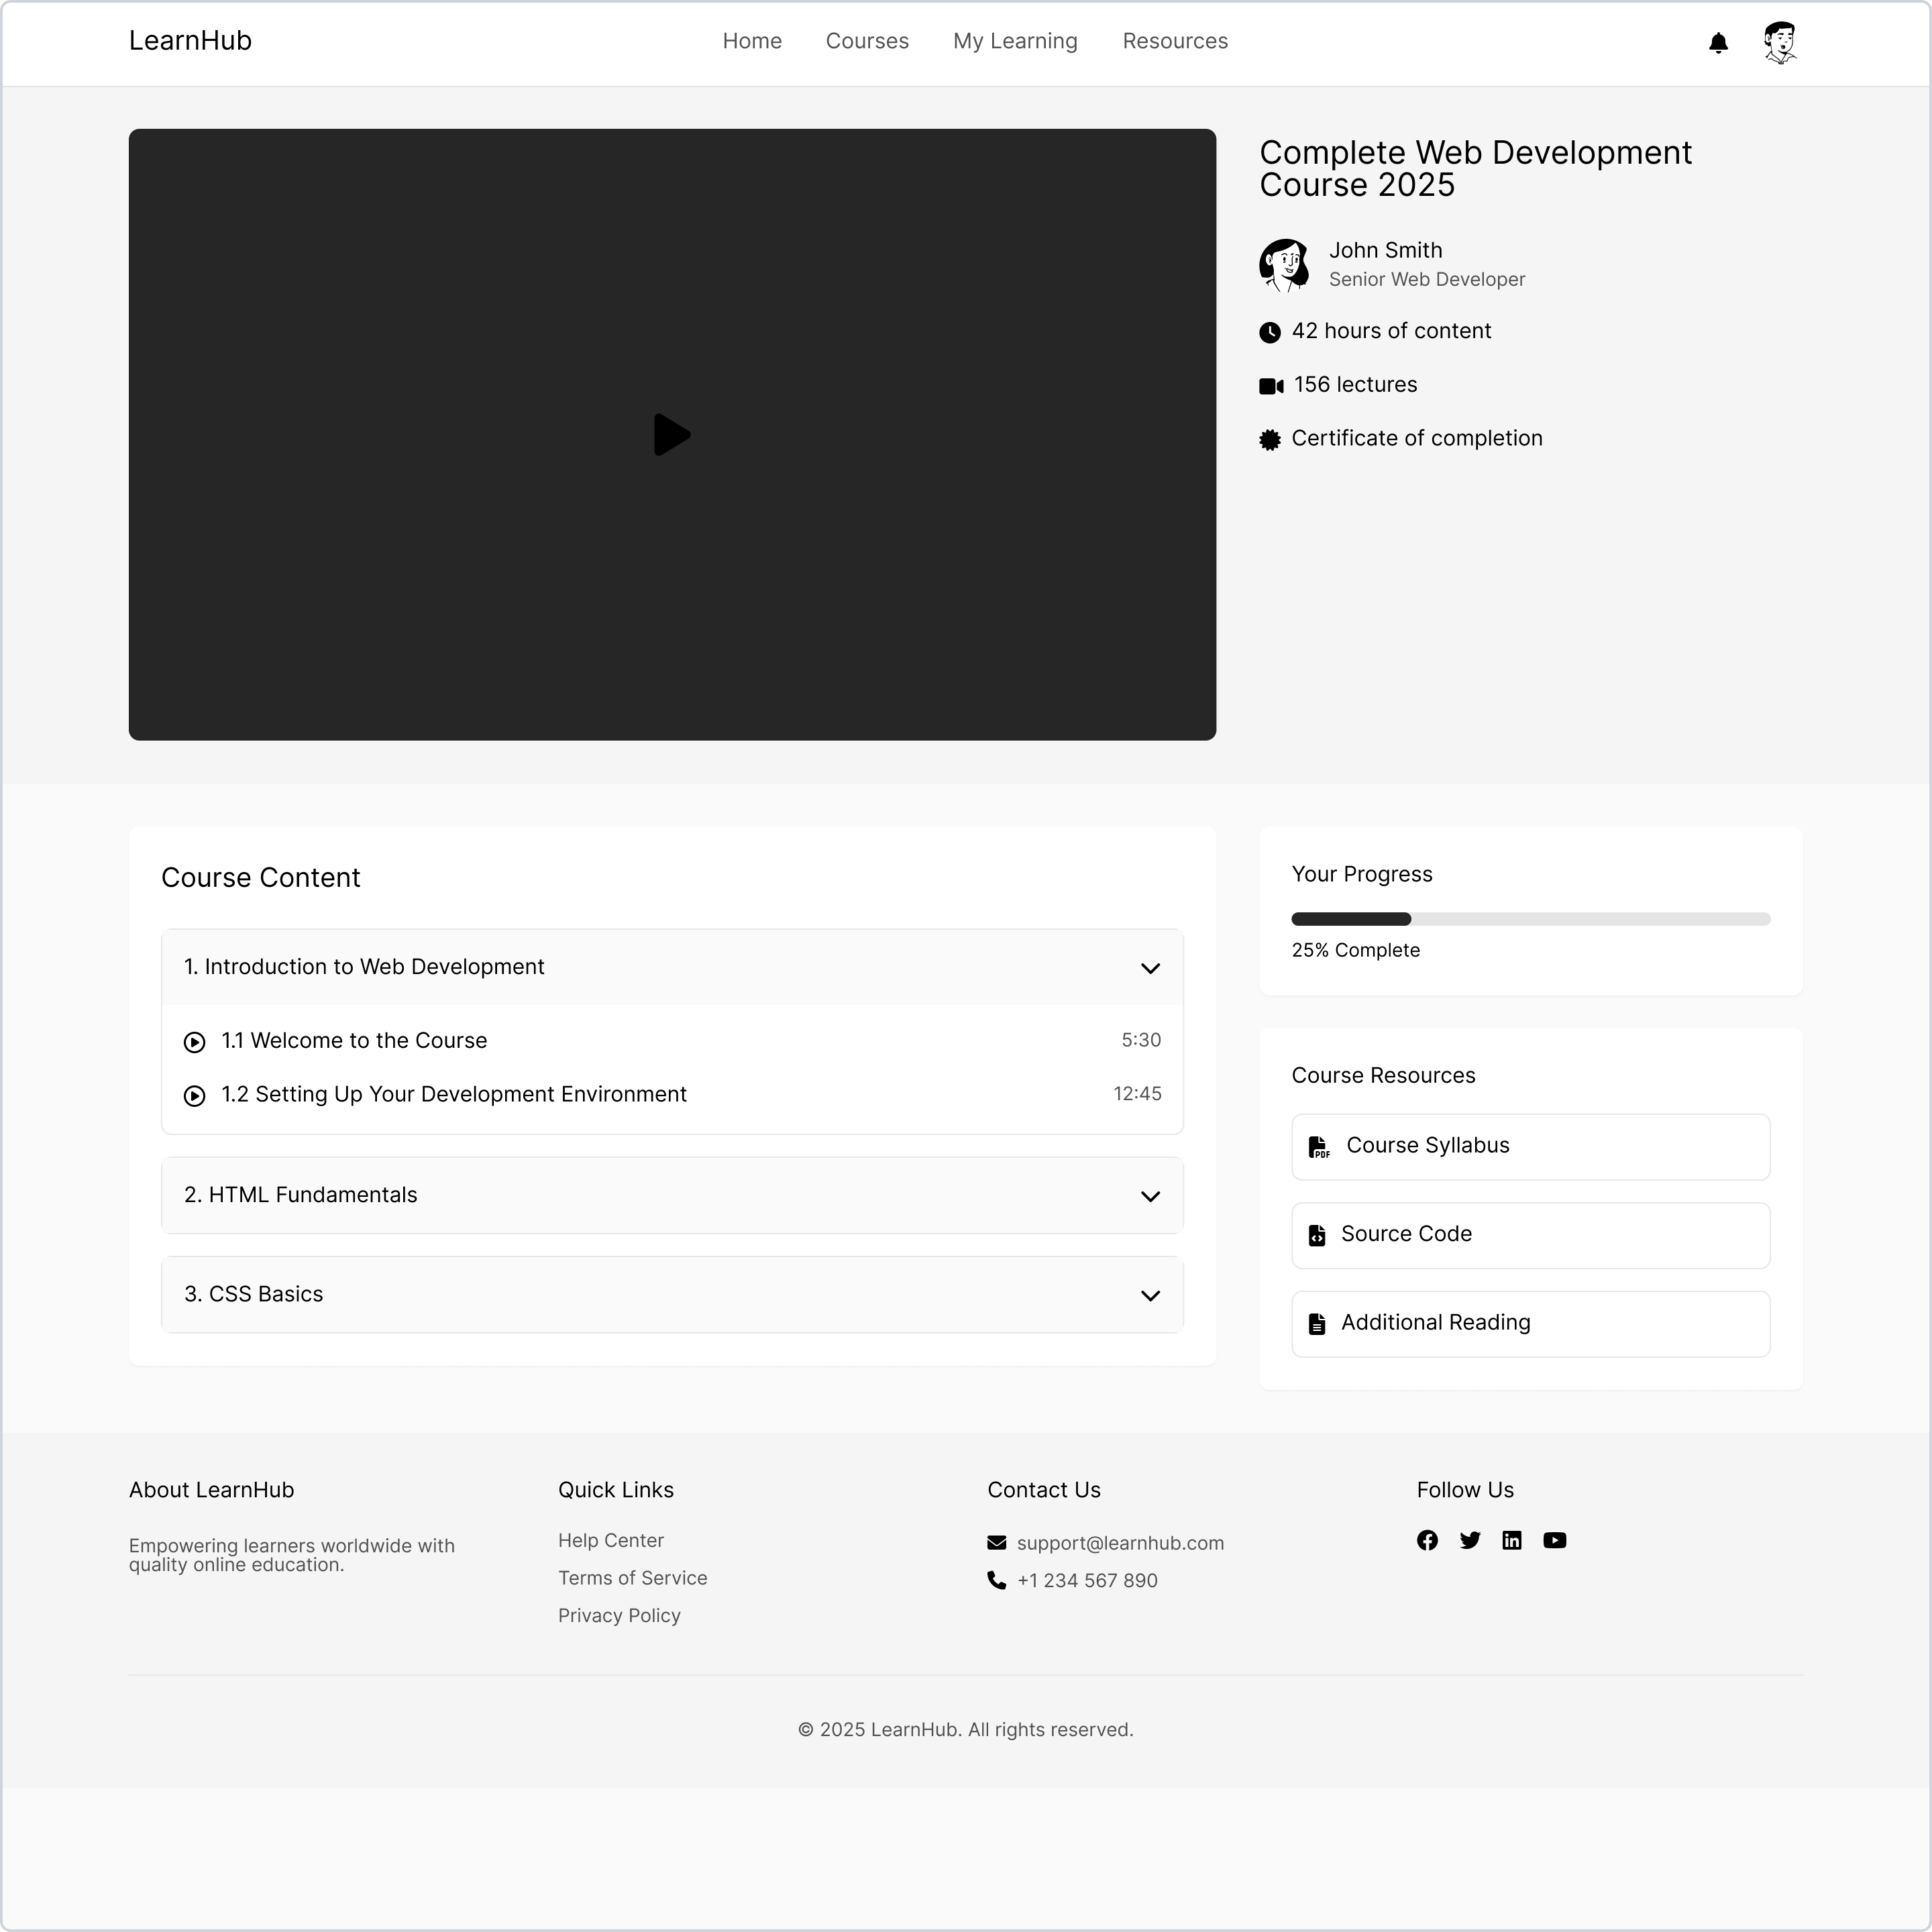 LearnHub
Home
Courses
My Learning
Resources
Complete Web Development
Course 2025
John Smith
Senior Web Developer
42 hours of content
156 lectures
Certificate of completion
Course Content
1. Introduction to Web Development
1.1 Welcome to the Course
5:30
1.2 Setting Up Your Development Environment
12:45
2. HTML Fundamentals
3. CSS Basics
Your Progress
25% Complete
Course Resources
PDF
Course Syllabus
Source Code
Additional Reading
About LearnHub
Empowering learners worldwide with
quality online education.
Quick Links
Help Center
Terms of Service
Privacy Policy
Contact Us
support@learnhub.com
+1 234 567 890
Follow Us
© 2025 LearnHub. All rights reserved.